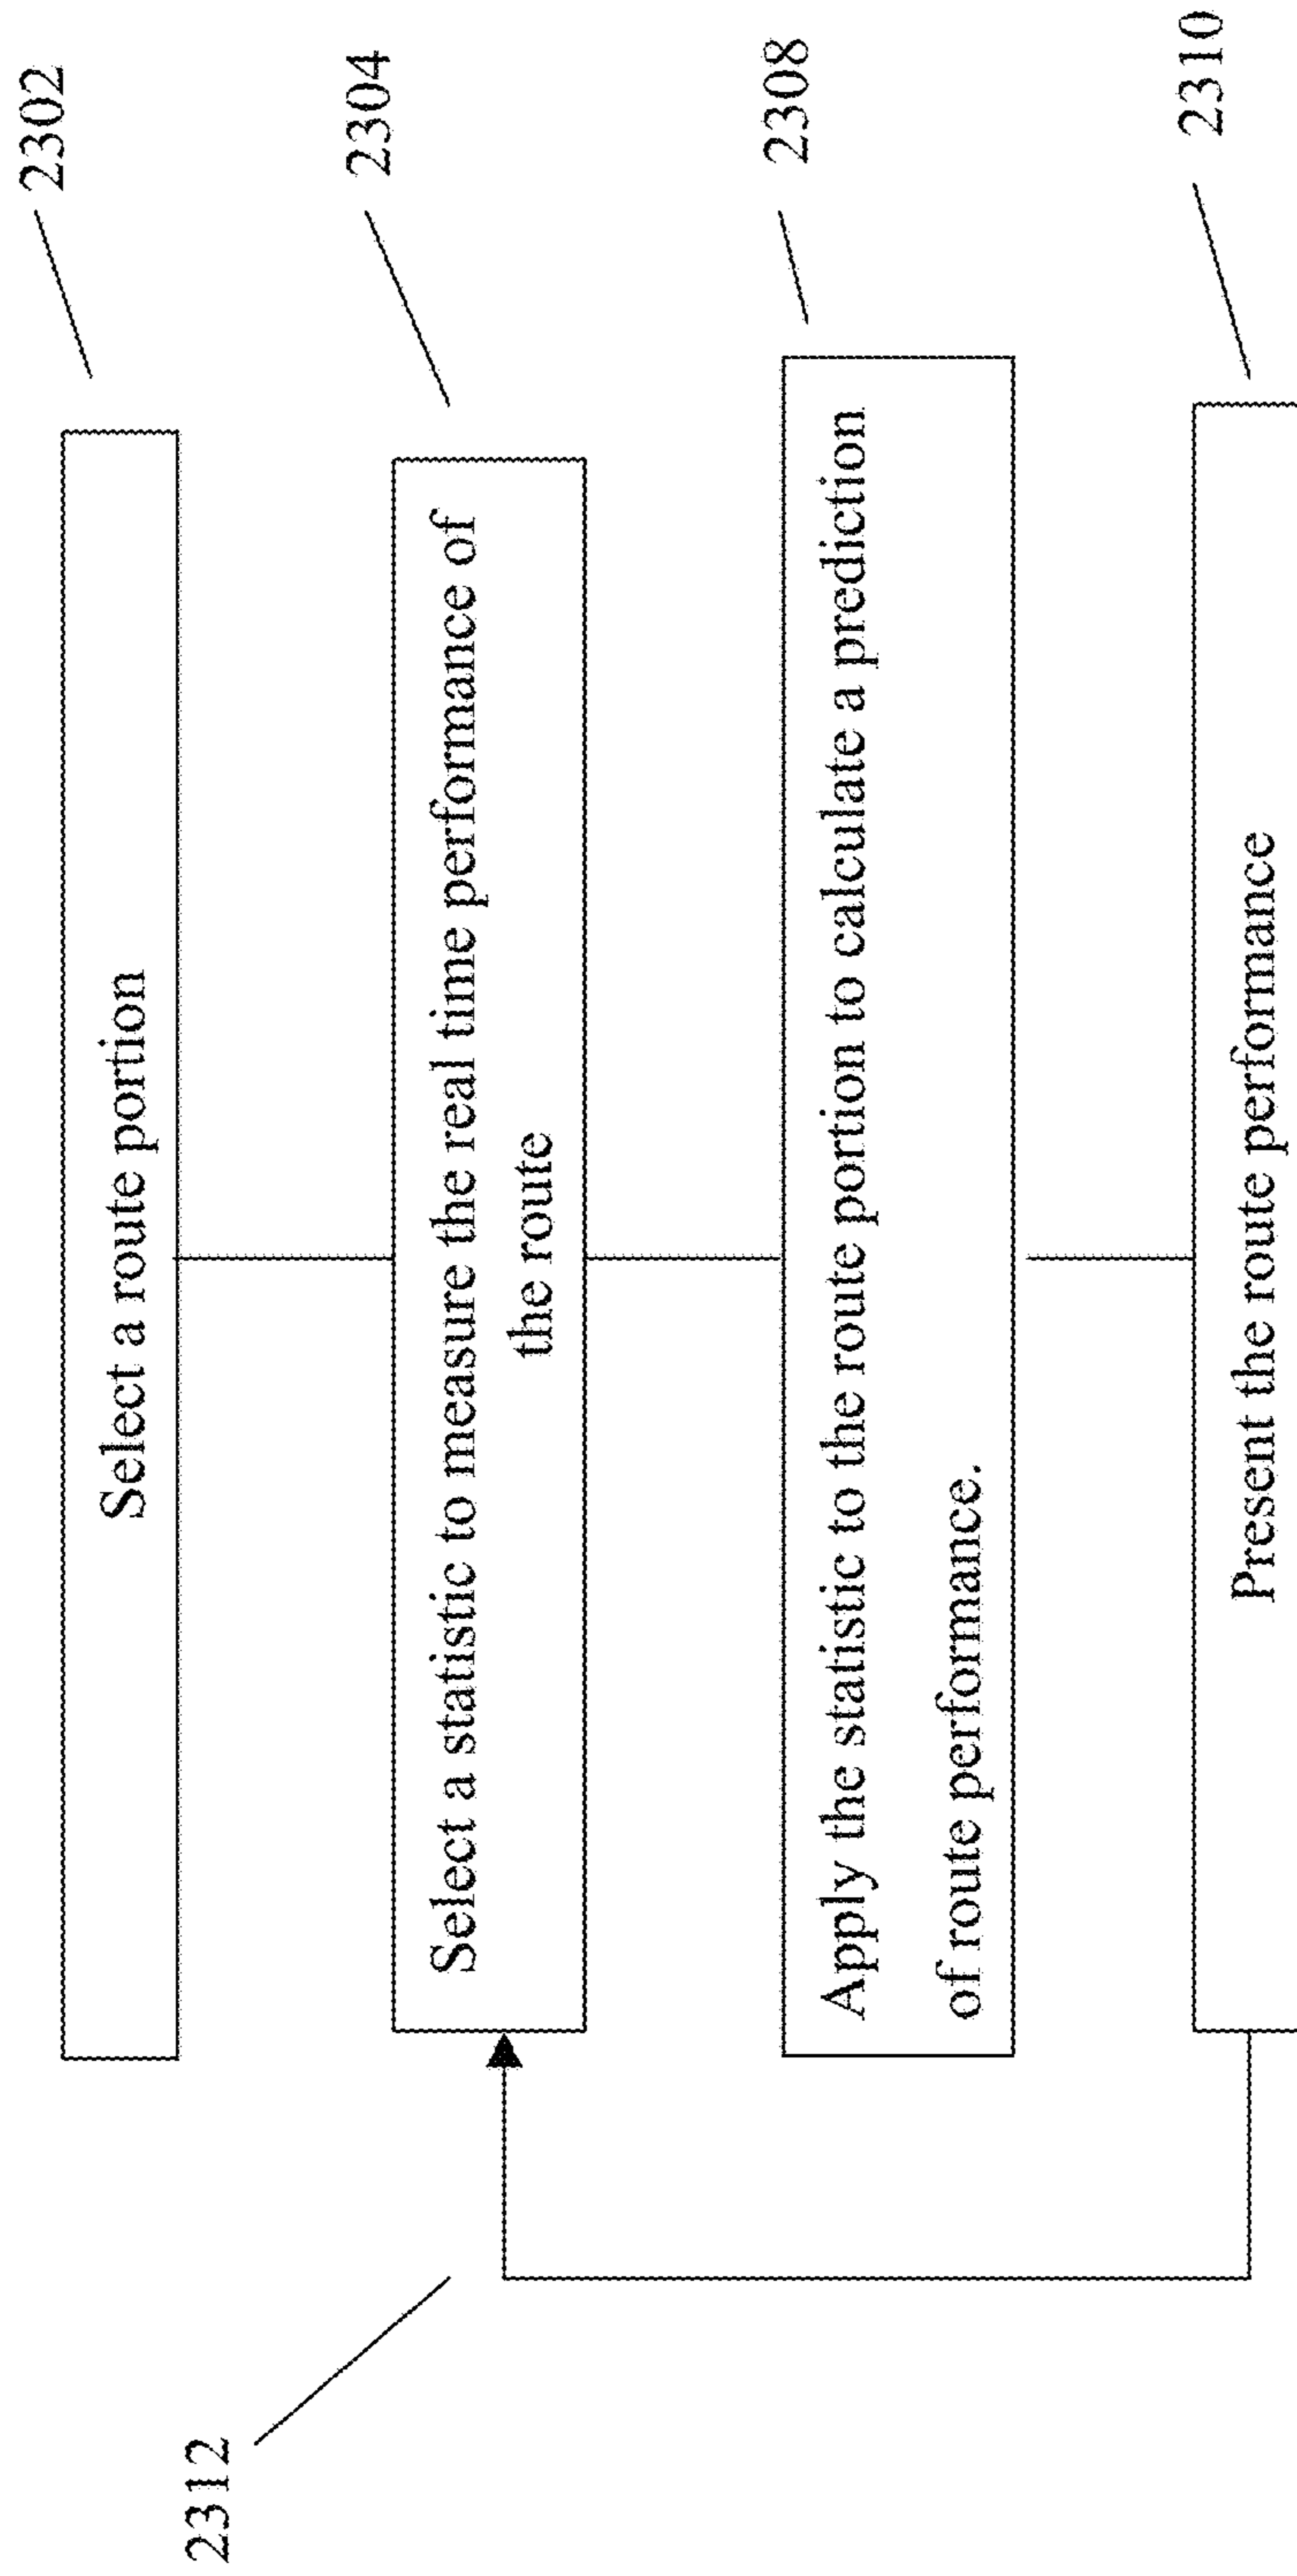 2302
Select a route portion
2304
Select a statistic to measure the real time performance of
the route
2308
Apply the statistic to the route portion to calculate a prediction
of route performance.
2310
Present the route performance
2312